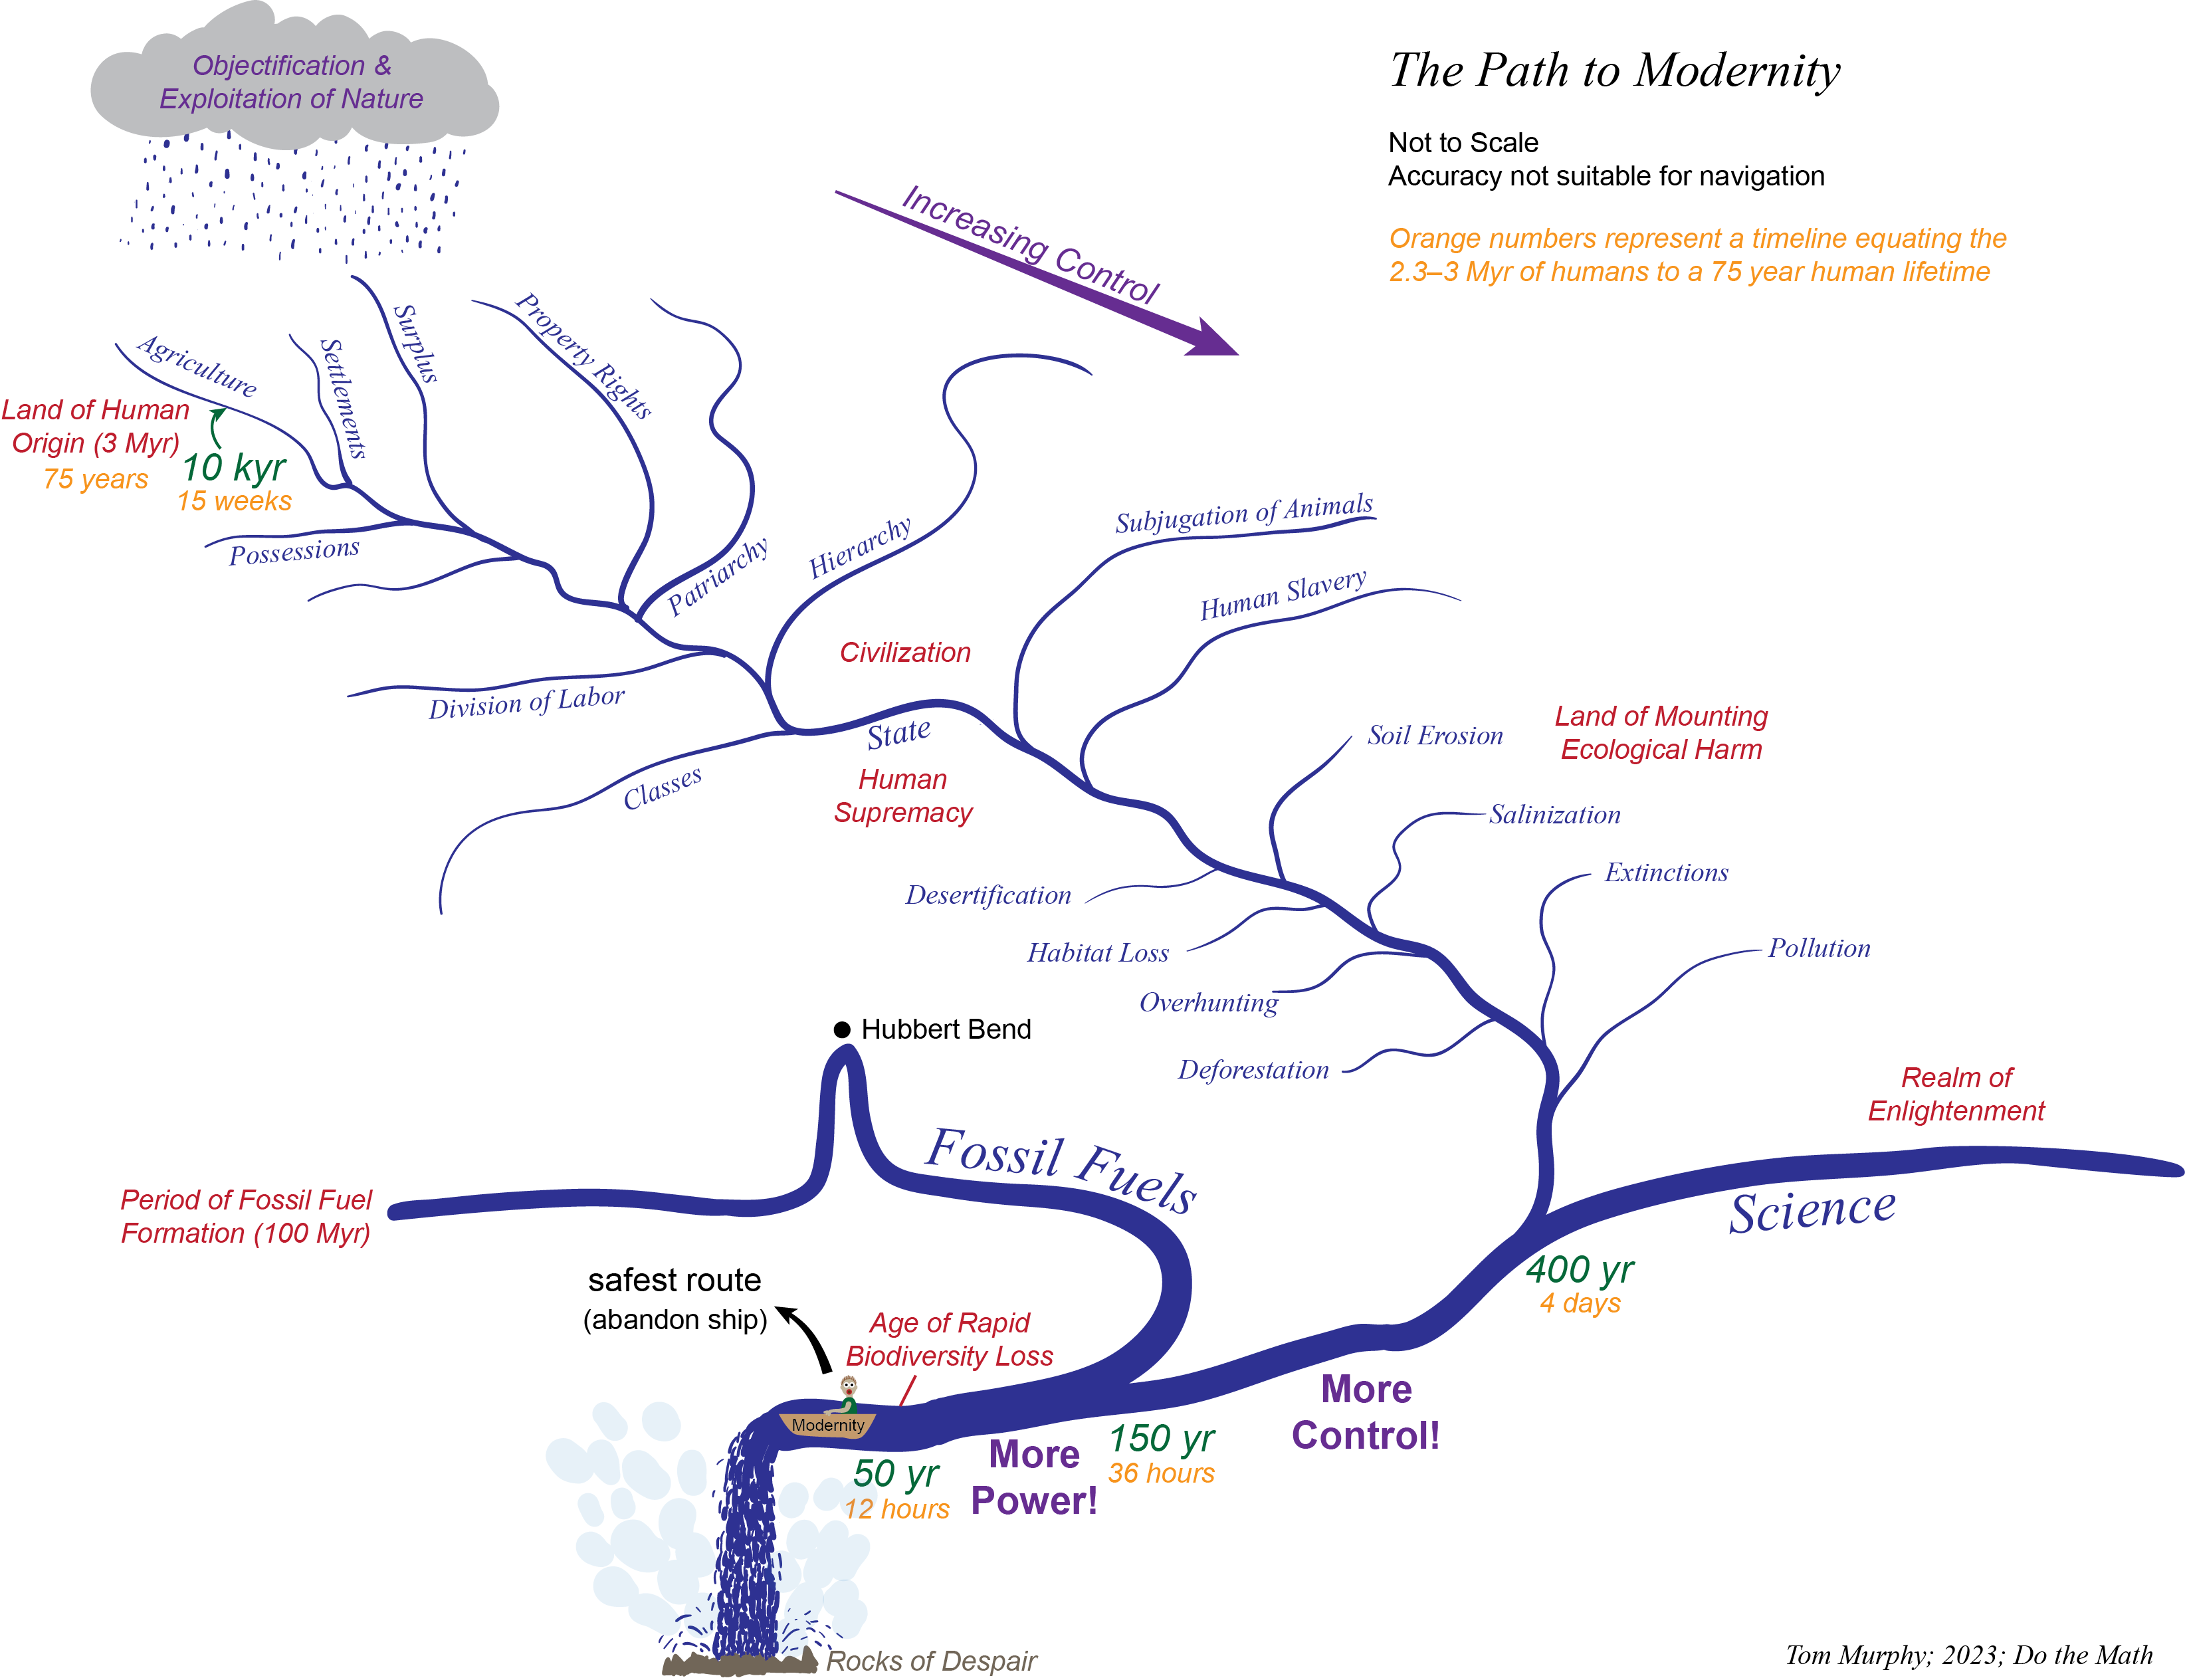 Objectification &
Exploitation of Nature
The Path to Modernity
Not to Scale
Accuracy not suitable for navigation
Orange numbers represent a timeline equating the
2.3–3 Myr of humans to a 75 year human lifetime
Increasing Control
Agriculture
Settlements
Surplus
Property Rights
Land of Human
Origin (3 Myr)
75 years
10 kyr
15 weeks
Possessions
Patriarchy
Hierarchy
Subjugation of Animals
Human Slavery
Division of Labor
Civilization
State
Human
Supremacy
Classes
Soil Erosion
Land of Mounting
Ecological Harm
Salinization
Extinctions
Desertification
Habitat Loss
Pollution
Overhunting
Deforestation
Hubbert Bend
Realm of
Enlightenment
Fossil Fuels
Science
Period of Fossil Fuel
Formation (100 Myr)
400 yr
4 days
safest route
(abandon ship)
Age of Rapid
Biodiversity Loss
Modernity
More
Control!
150 yr
36 hours
More
Power!
50 yr
12 hours
Rocks of Despair
Tom Murphy; 2023; Do the Math